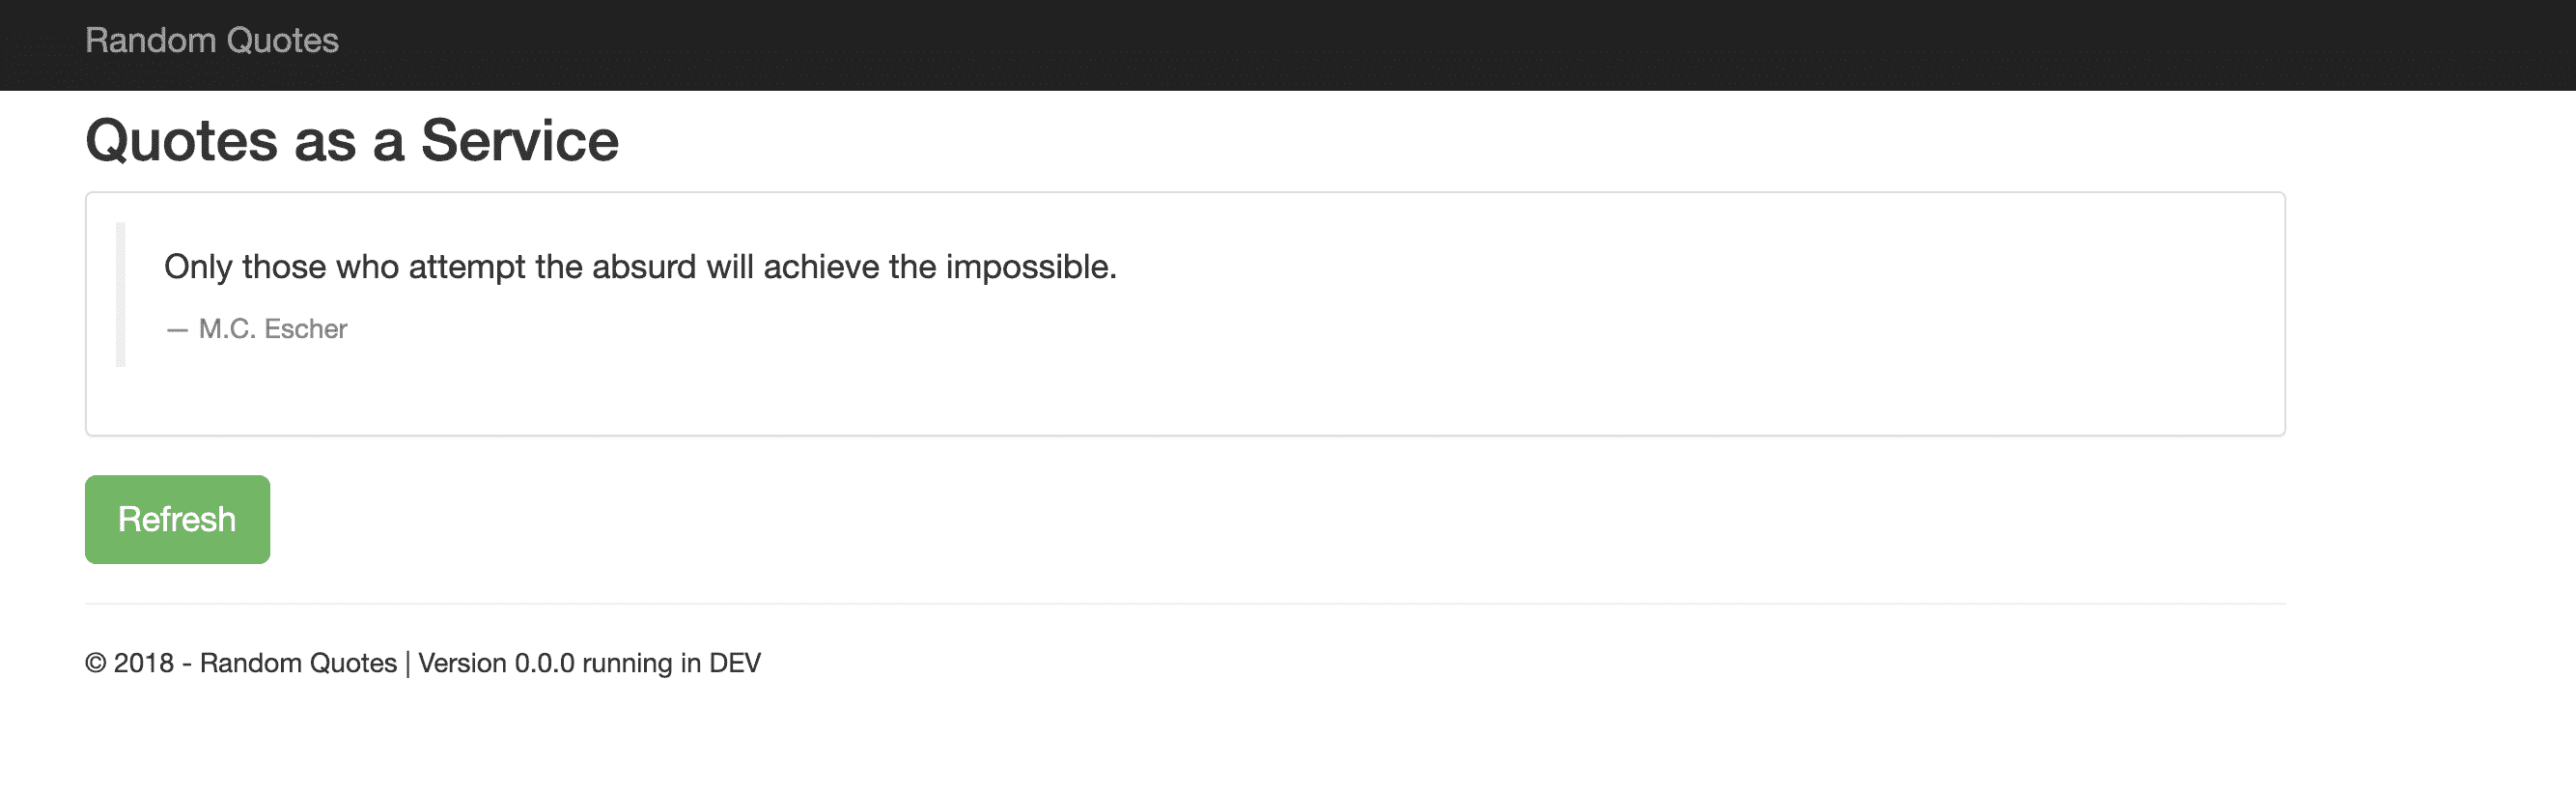 Random Quotes
Quotes as a Service
Only those who attempt the absurd will achieve the impossible.
— M.C. Escher
Refresh
© 2018 - Random Quotes | Version 0.0.0 running in DEV